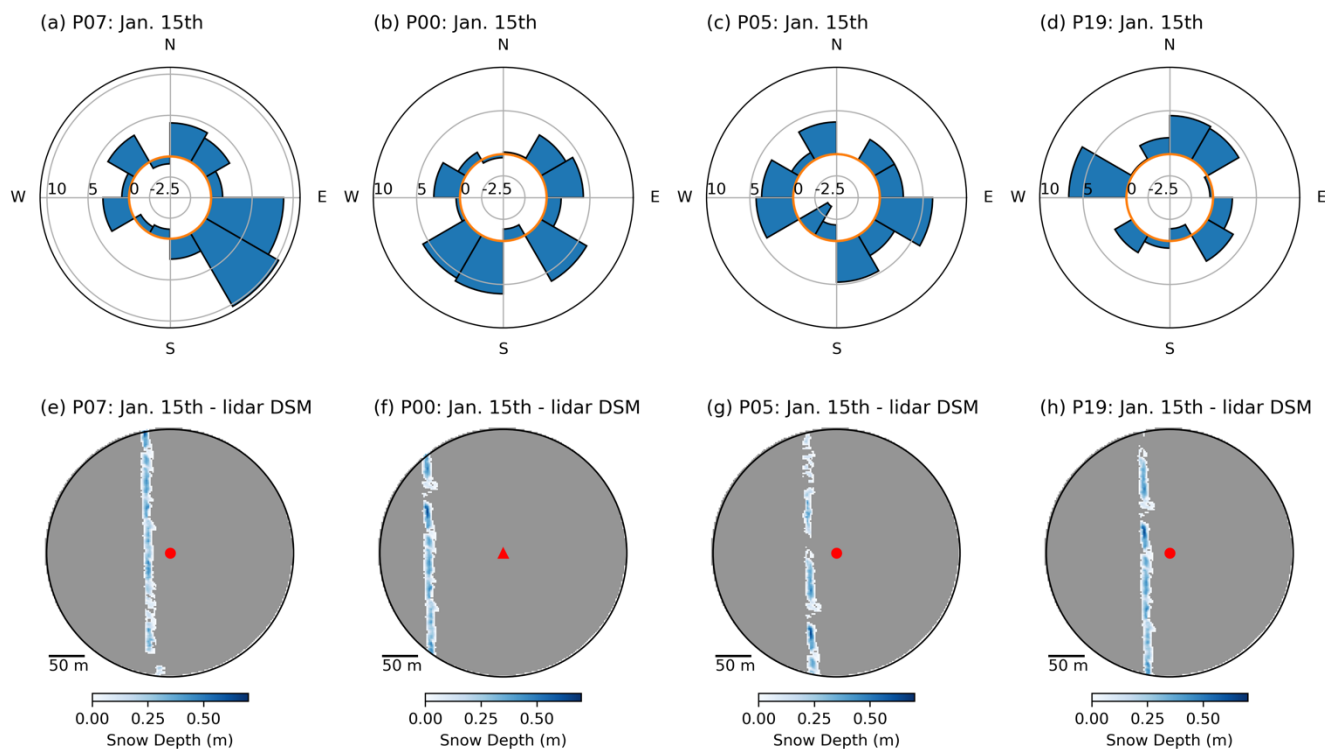 (a) P07: Jan. 15th
(b) P00: Jan. 15th
(c) P05: Jan. 15th
(d) P19: Jan. 15th
N
N
N
N
W 10 5 0 -2.5 E
W 10 5 0 -2.5 E
W 10 5 0 -2.5 E
W 10 5 0 -2.5 E
S
S
S
S
(e) P07: Jan. 15th - lidar DSM
(f) P00: Jan. 15th - lidar DSM
(g) P05: Jan. 15th - lidar DSM
(h) P19: Jan. 15th - lidar DSM
50 m
50 m
50 m
50 m
0.00 0.25 0.50
0.00 0.25 0.50
0.00 0.25 0.50
0.00 0.25 0.50
Snow Depth (m)
Snow Depth (m)
Snow Depth (m)
Snow Depth (m)